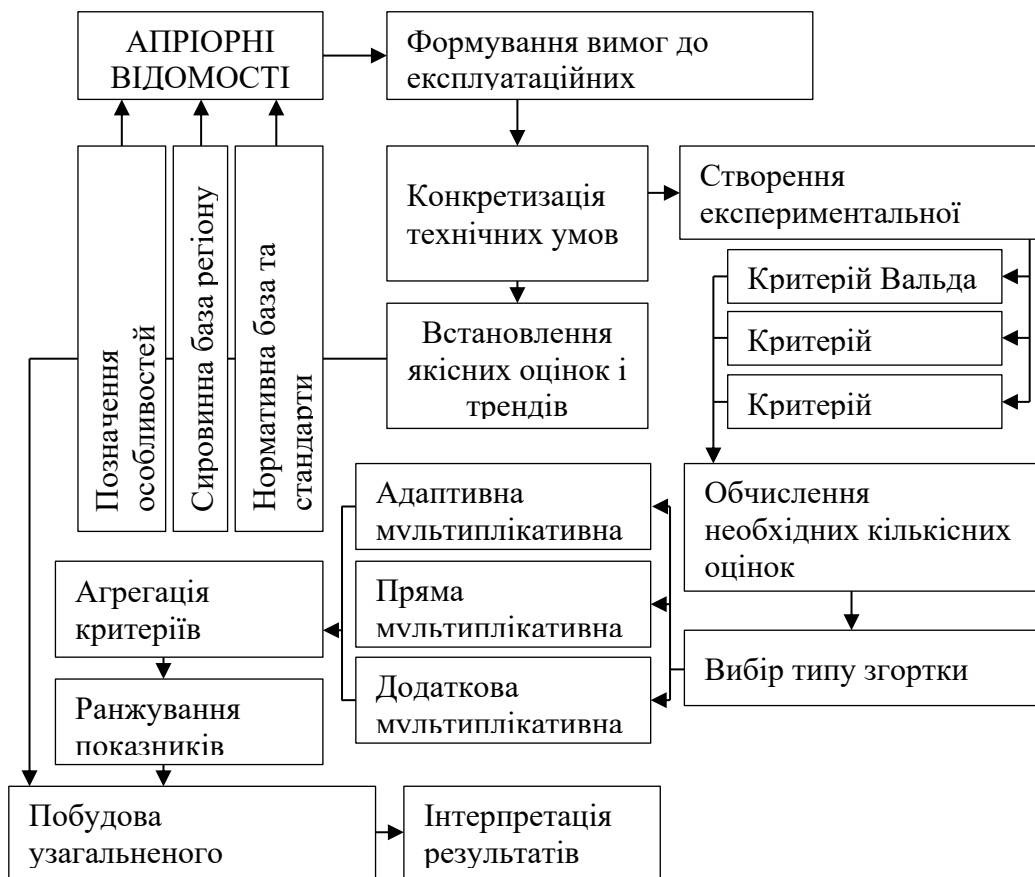 АПРІОРНІ
ВІДОМОСТІ
Формування вимог до
експлуатаційних
Позначення
особливостей
Сировинна база регіону
Нормативна база та
стандарти
Конкретизація
технічних умов
Створення
експериментальної
Критерій Вальда
Критерій
Критерій
Встановлення
якісних оцінок і
трендів
Обчислення
необхідних кількісних
оцінок
Адаптивна
мультиплікативна
Пряма
мультиплікативна
Додаткова
мультиплікативна
Вибір типу згортки
Агрегація
критеріїв
Ранжування
показників
Побудова
узагальненого
Інтерпретація
результатів